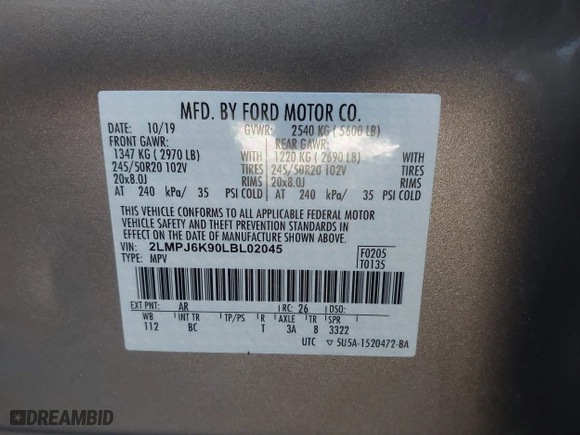 MFD. BY FORD MOTOR CO.
DATE: 10/19 GVWR: 2540 KG ( 5600 LB)
FRONT GAWR: REAR GAWR:
1347 KG ( 2970 LB) WITH 1220 KG ( 2690 LB) WITH
245/50R20 102V TIRES 245/50R20 102V TIRES
20x8.0J RIMS 20x8.0J RIMS
AT 240 kPa/ 35 PSI COLD AT 240 kPa/ 35 PSI COLD
THIS VEHICLE CONFORMS TO ALL APPLICABLE FEDERAL MOTOR
VEHICLE SAFETY AND THEFT PREVENTION STANDARDS IN EFFECT
ON THE DATE OF MANUFACTURE SHOWN ABOVE.
VIN: 2LMPJ6K90LBL02045 F0205
TYPE: MPV T0135
EXT PNT: AR RC: 26 DSO:
WB INT TR TP/PS R AXLE TR SPR
112 BC T 3A 8 3322
UTC 5U5A-1520472-BA
DREAMBID